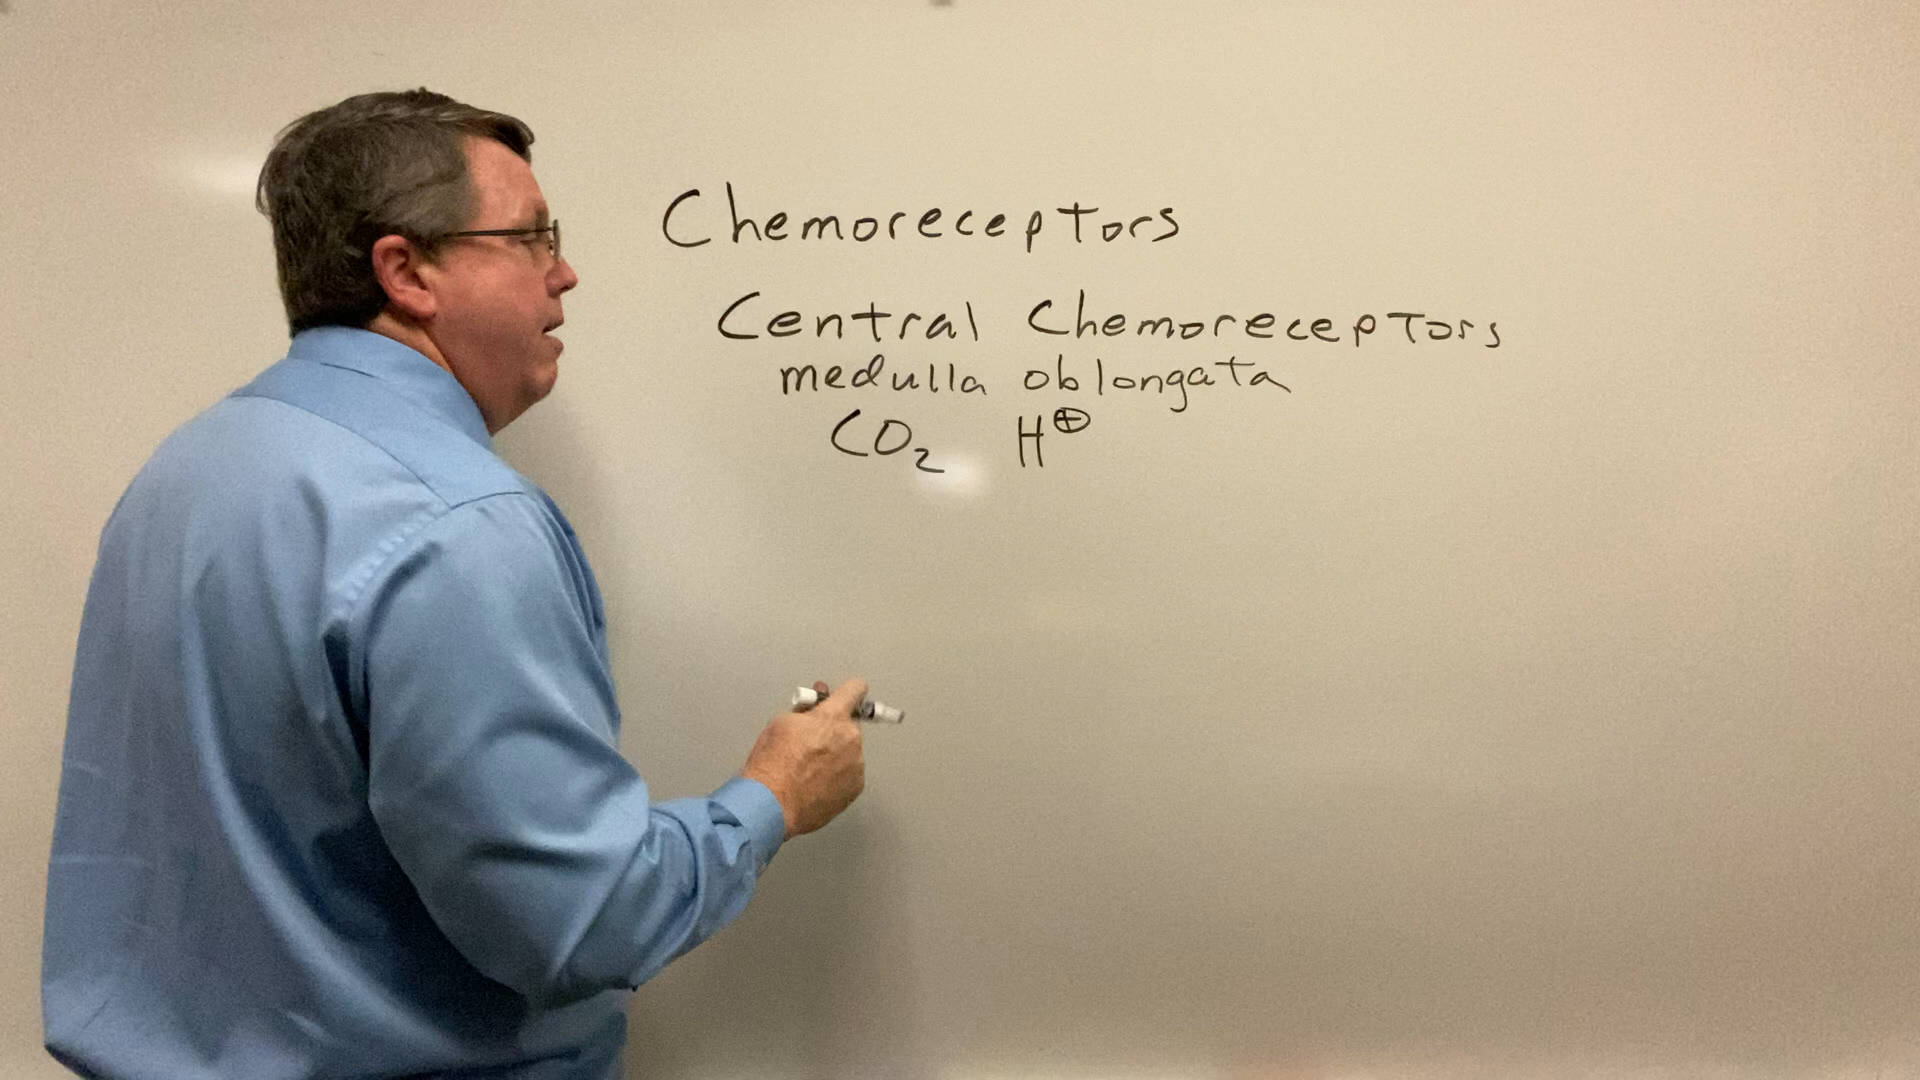 Chemoreceptors
Central Chemoreceptors
medulla oblongata
CO₂ H⊕